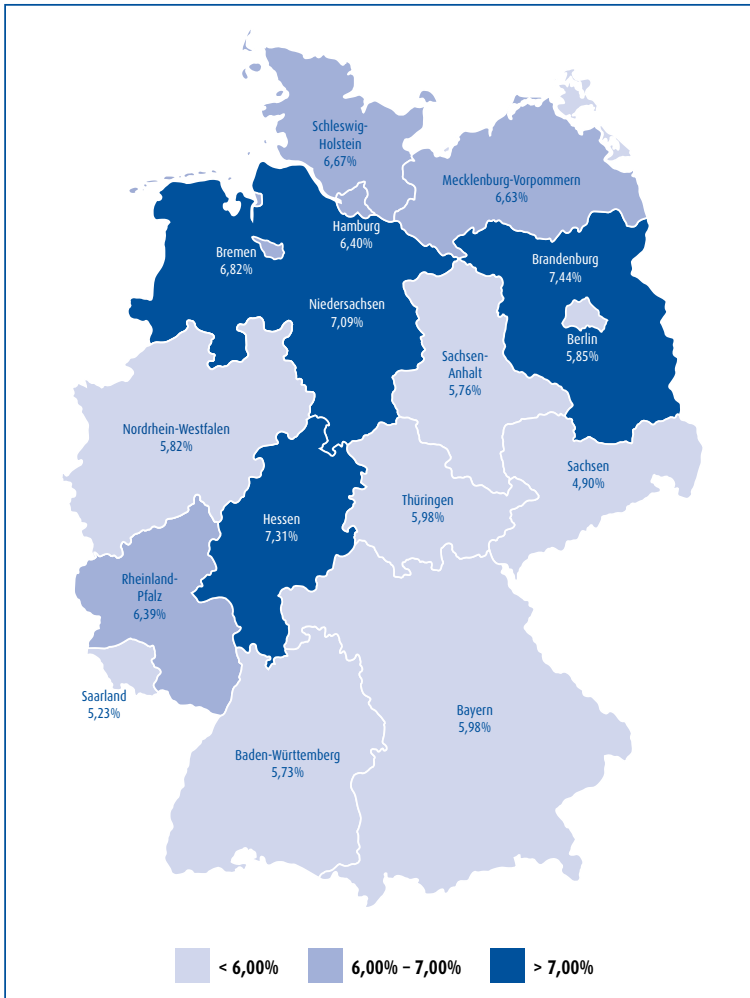 Schleswig-
Holstein
6,67%
Mecklenburg-Vorpommern
6,63%
Hamburg
6,40%
Bremen
6,82%
Brandenburg
7,44%
Niedersachsen
7,09%
Berlin
5,85%
Sachsen-
Anhalt
5,76%
Nordrhein-Westfalen
5,82%
Sachsen
4,90%
Thüringen
5,98%
Hessen
7,31%
Rheinland-
Pfalz
6,39%
Saarland
5,23%
Bayern
5,98%
Baden-Württemberg
5,73%
< 6,00%
6,00% – 7,00%
> 7,00%